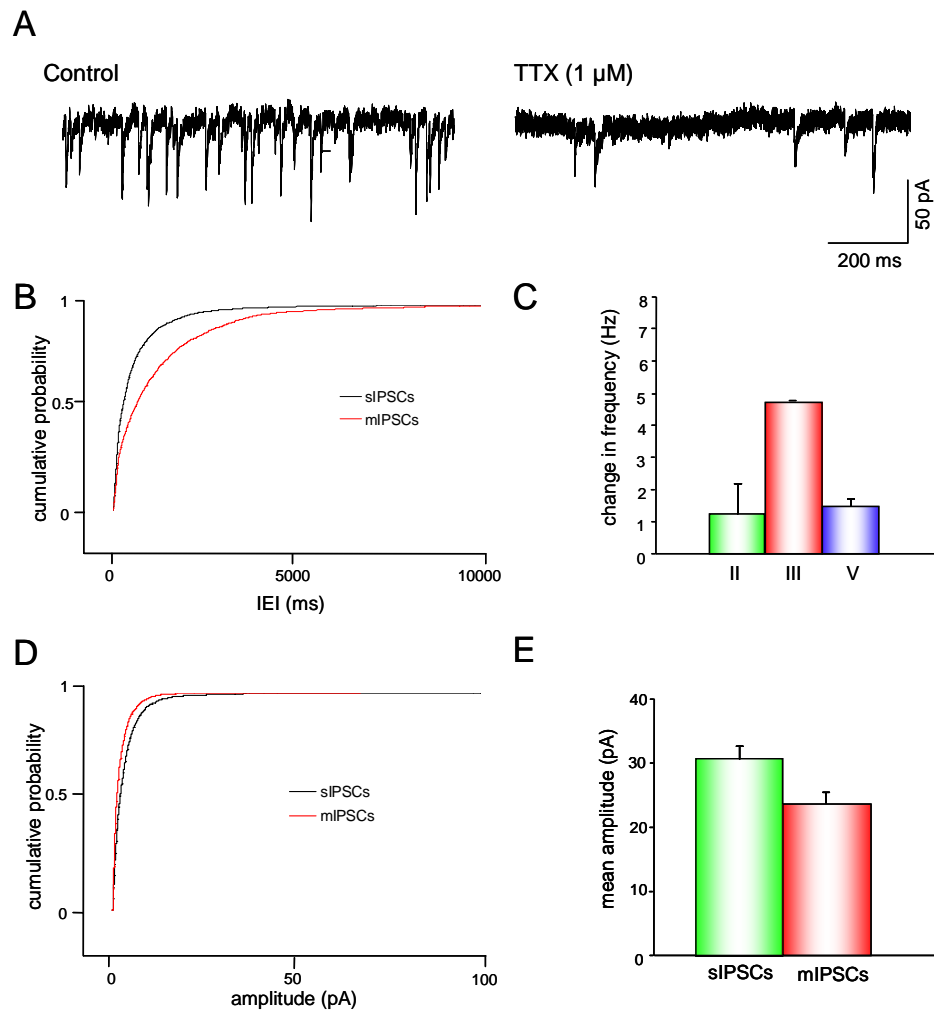 A
Control
TTX (1 µM)
50 pA
200 ms
B
cumulative probability
1
0.5
0
0
5000
10000
IEI (ms)
sIPSCs
mIPSCs
C
change in frequency (Hz)
8
7
6
5
4
3
2
1
0
II
III
V
D
cumulative probability
1
0.5
0
0
50
100
amplitude (pA)
sIPSCs
mIPSCs
E
mean amplitude (pA)
40
30
20
10
0
sIPSCs
mIPSCs